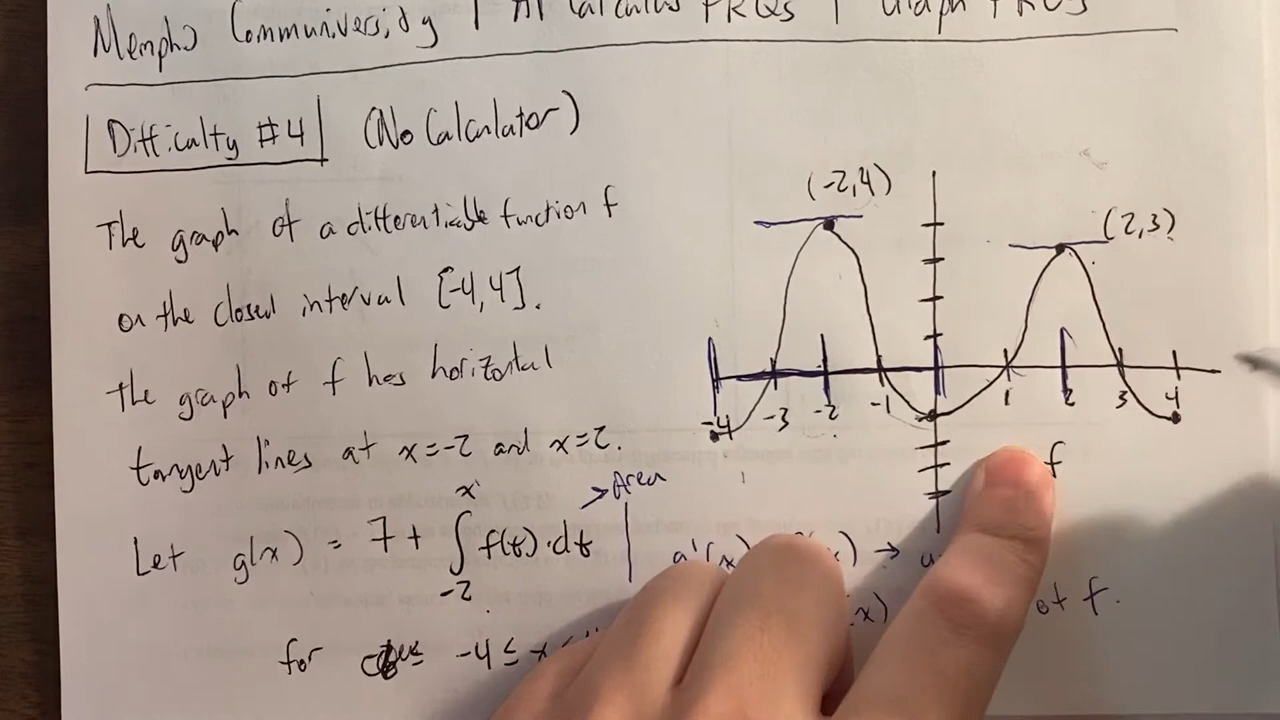 Mempho Communiversidy | AP Calculus FRQs | Graph FRQs
Difficulty #4 (No Calculator)
The graph of a differentiable function f
on the closed interval [-4,4].
The graph of f has horizontal
tangent lines at x=-2 and x=2.
>Area
Let g(x) = 7 + ∫ f(t)·dt
x
-2
for -4 ≤ x ≤
g'(x)
of f.
(-2,4)
(2,3)
-4 -3 -2 -1 1 2 3 4
f